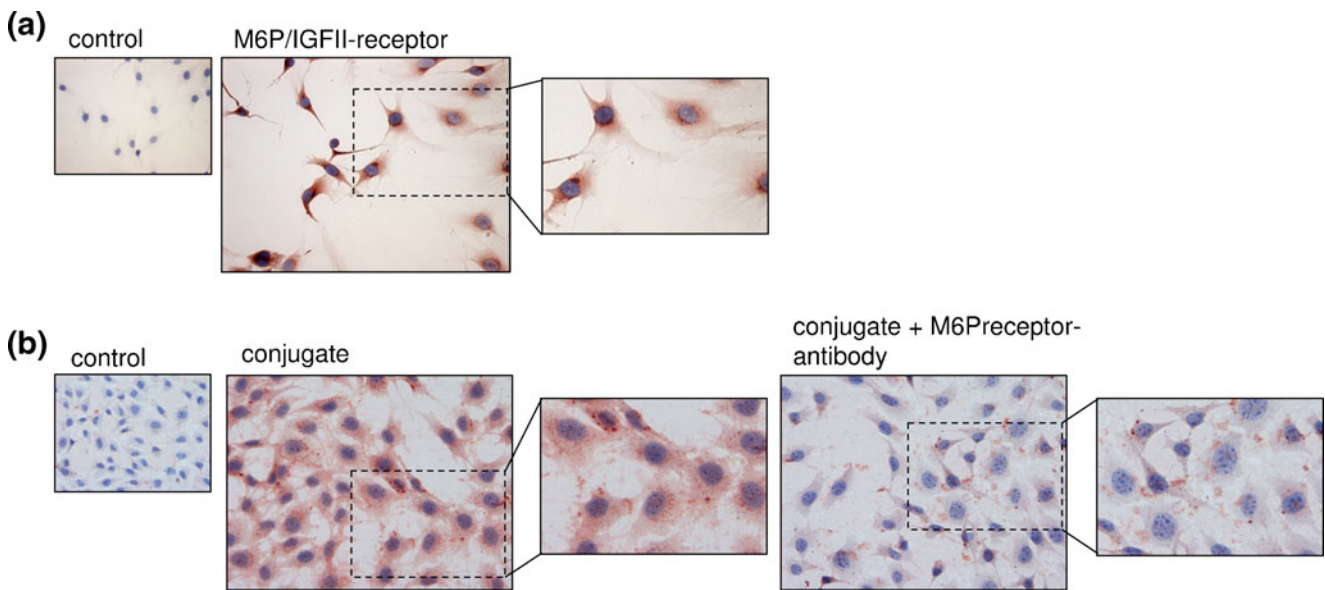 (a)
control
M6P/IGFII-receptor
(b)
control
conjugate
conjugate + M6Preceptor-
antibody